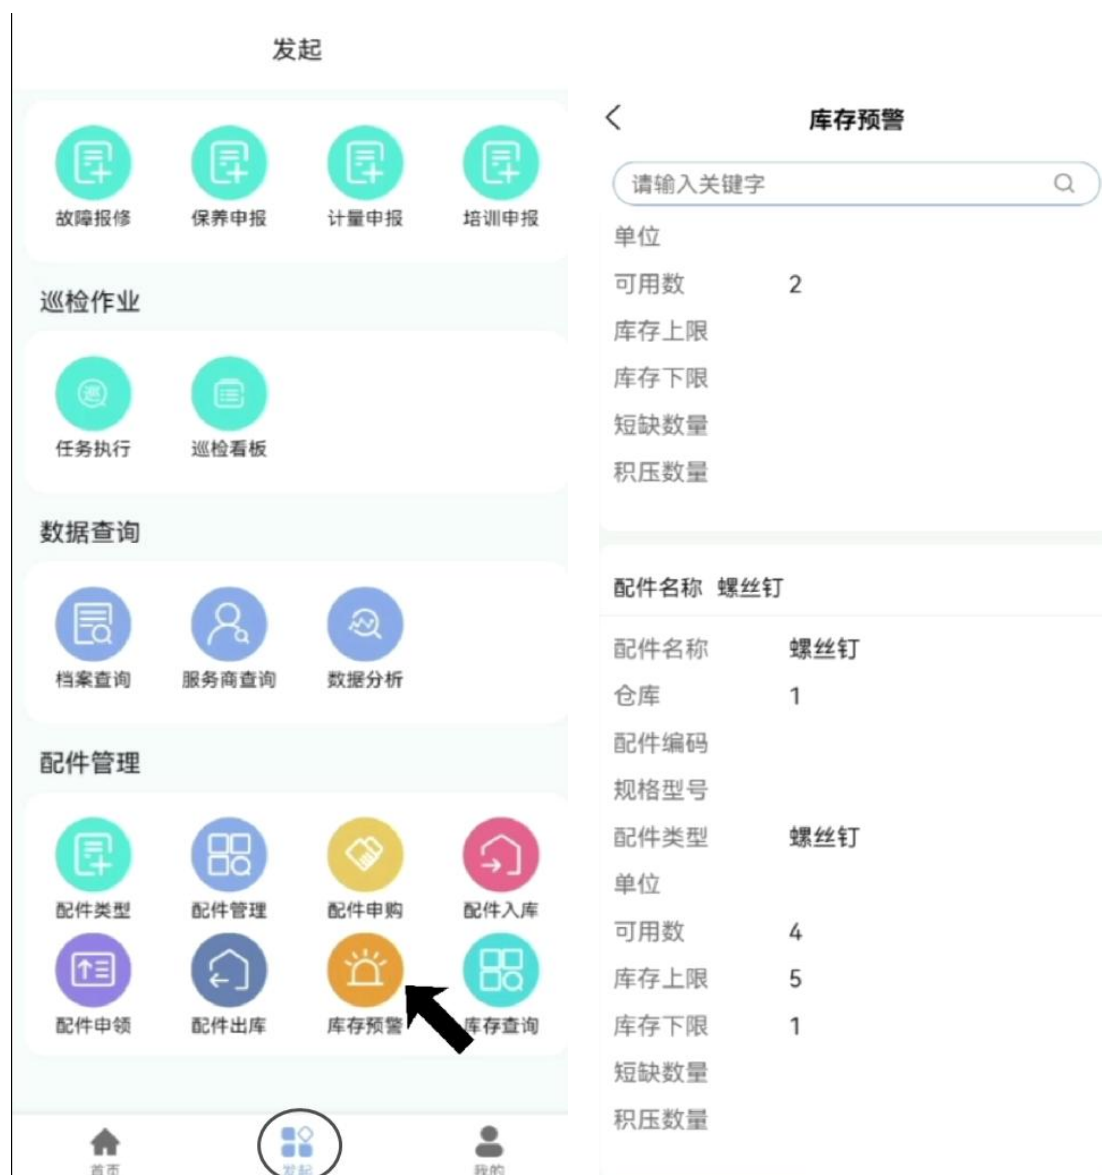 发起
故障报修
保养申报
计量申报
培训申报
巡检作业
巡
任务执行
巡检看板
数据查询
档案查询
服务商查询
数据分析
配件管理
配件类型
配件管理
配件申购
配件入库
配件申领
配件出库
库存预警
库存查询
首页
发起
我的
库存预警
请输入关键字
单位
可用数 2
库存上限
库存下限
短缺数量
积压数量
配件名称 螺丝钉
配件名称 螺丝钉
仓库 1
配件编码
规格型号
配件类型 螺丝钉
单位
可用数 4
库存上限 5
库存下限 1
短缺数量
积压数量